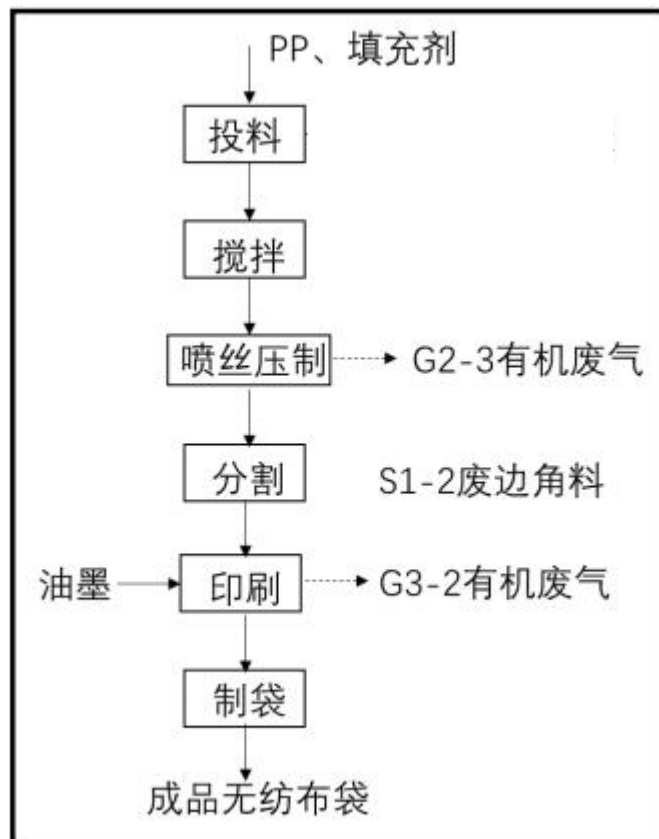 PP、填充剂
投料
搅拌
喷丝压制
G2-3有机废气
分割
S1-2废边角料
油墨
印刷
G3-2有机废气
制袋
成品无纺布袋